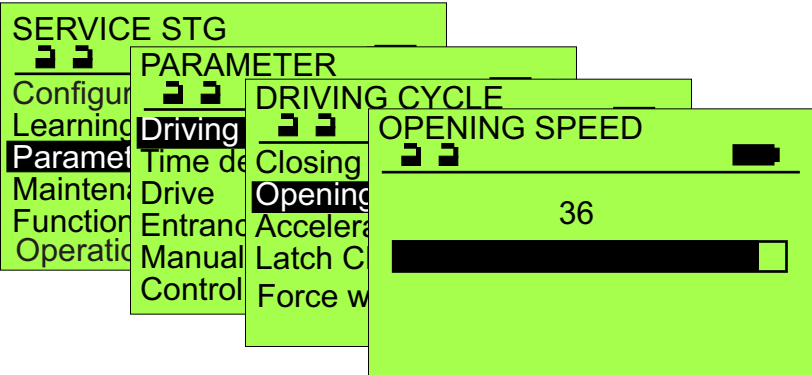 SERVICE STG
Configur
Learning
Paramet
Maintena
Function
Operatio
PARAMETER
Driving
Time de
Drive
Entranc
Manual
Control
DRIVING CYCLE
Closing
Opening
Accelera
Latch Cl
Force w
OPENING SPEED
36